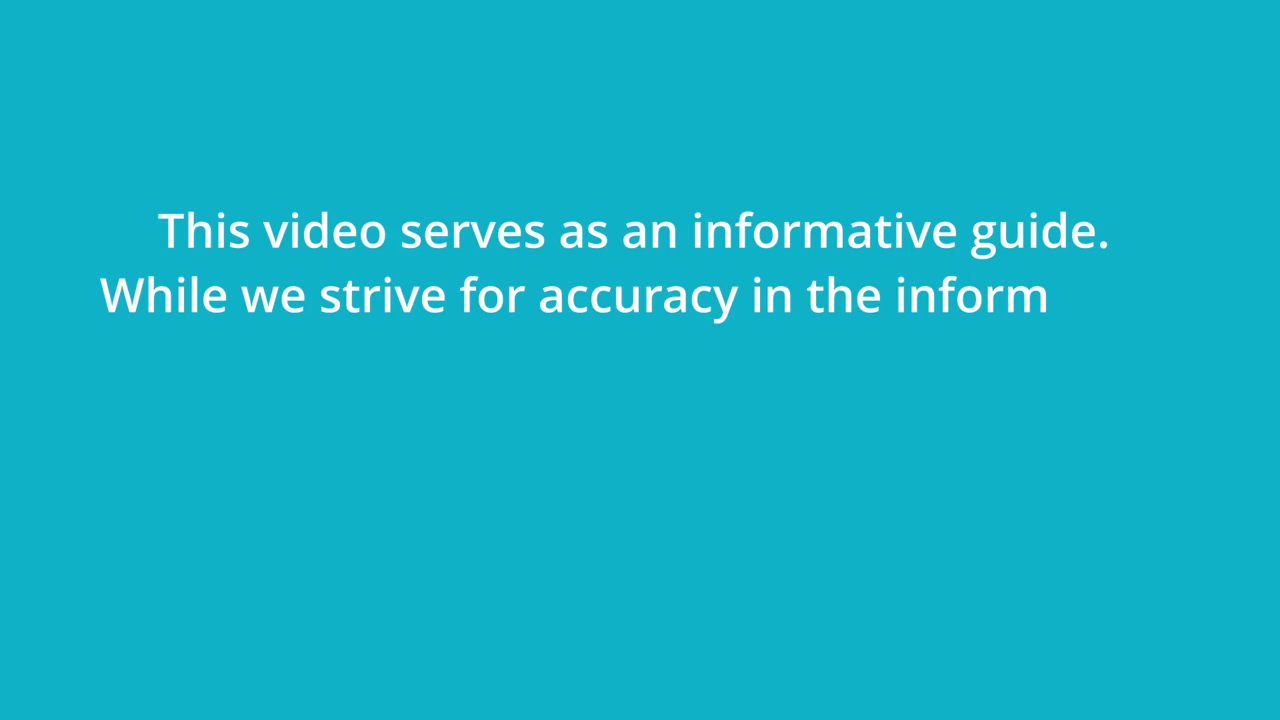 This video serves as an informative guide.
While we strive for accuracy in the inform